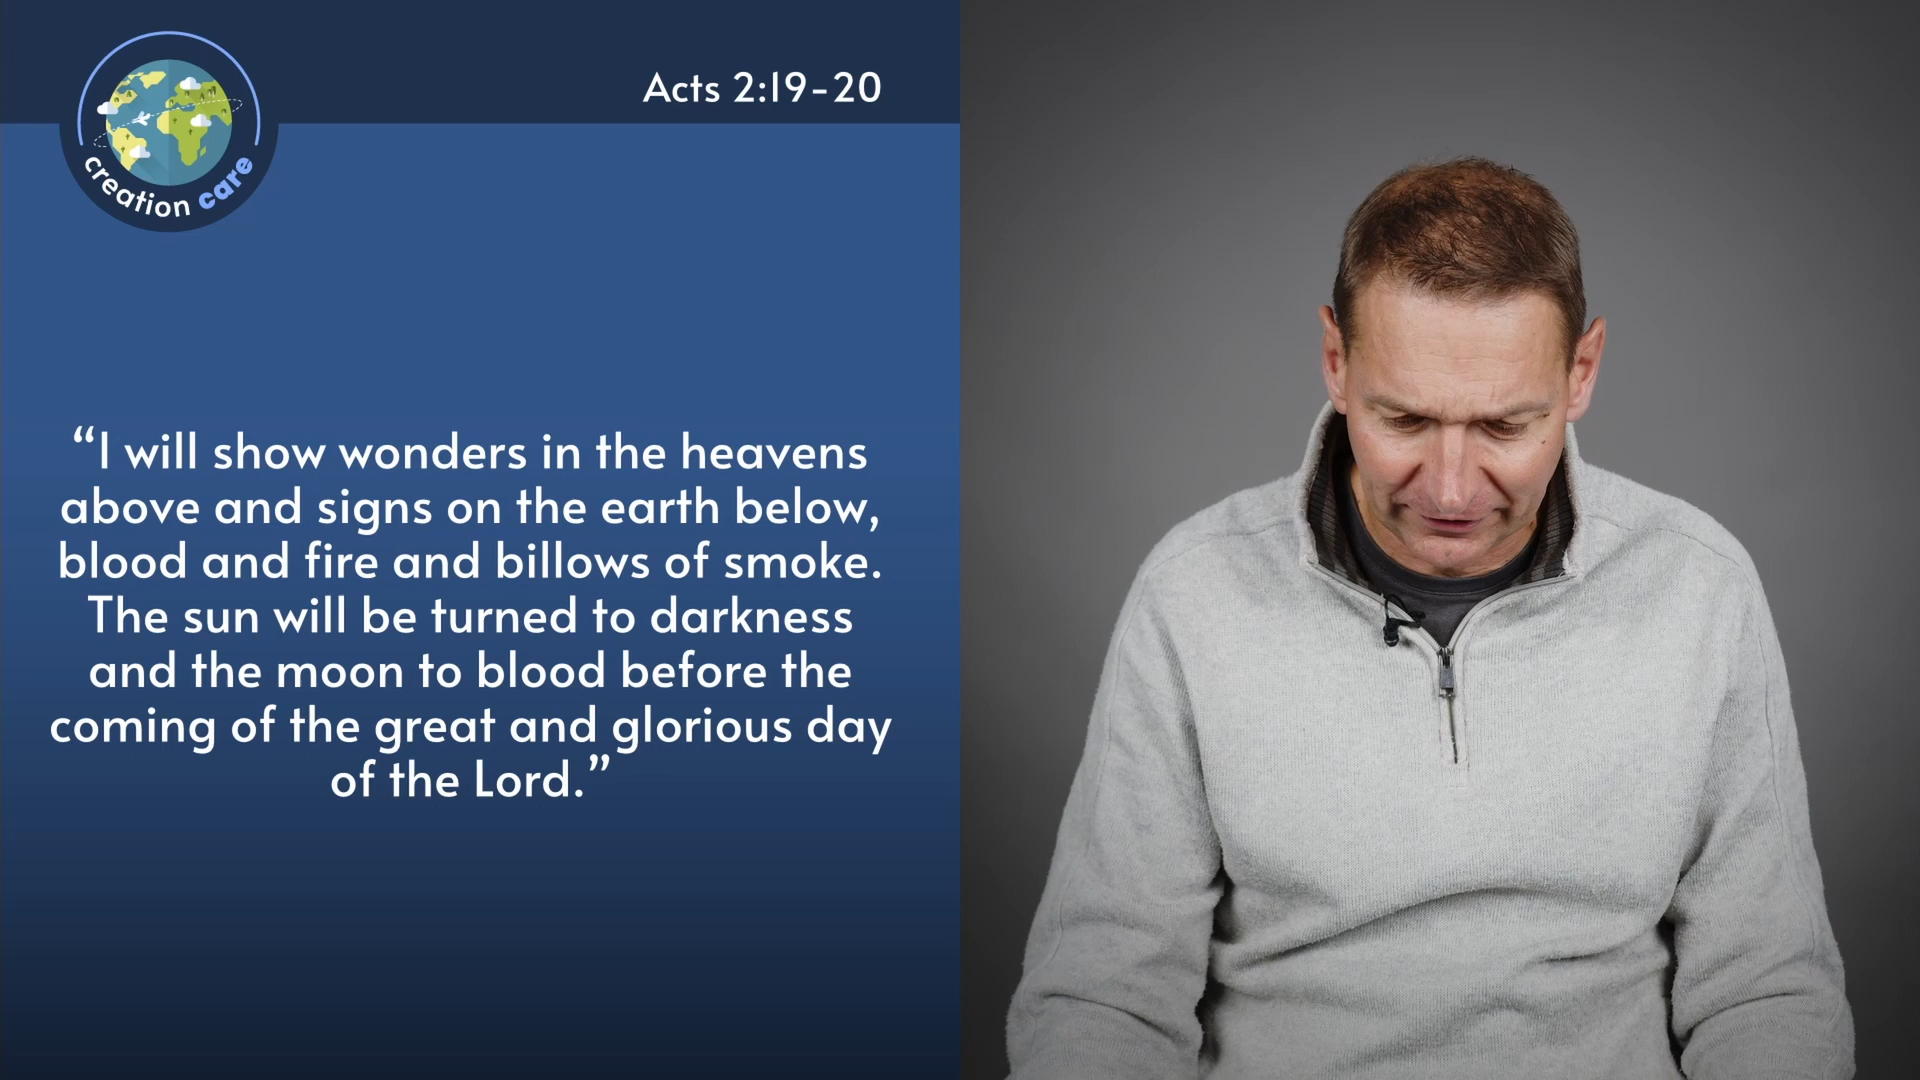 creation care
Acts 2:19-20
“I will show wonders in the heavens
above and signs on the earth below,
blood and fire and billows of smoke.
The sun will be turned to darkness
and the moon to blood before the
coming of the great and glorious day
of the Lord.”